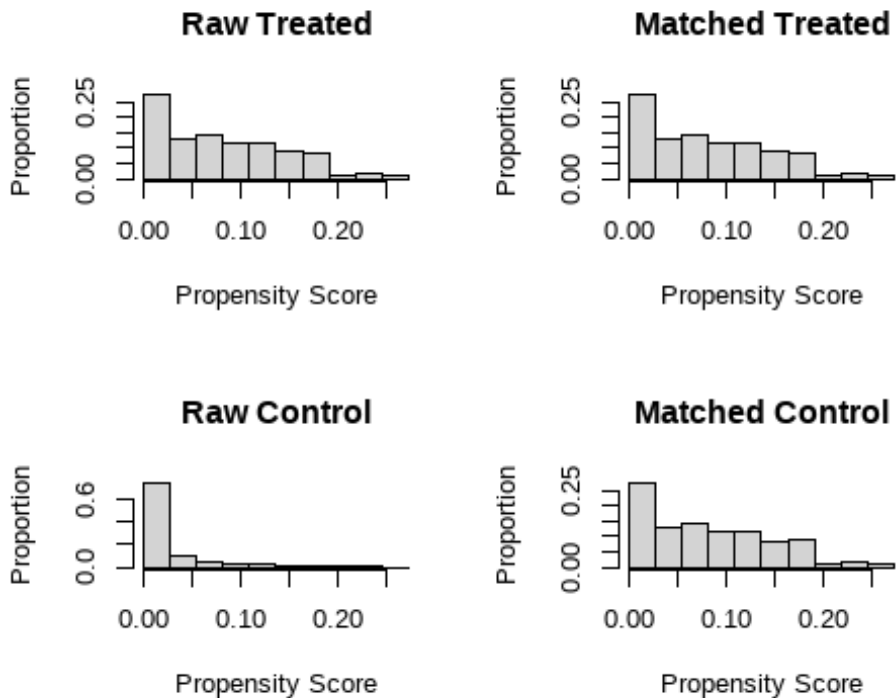 Raw Treated
Proportion
0.25
0.00
0.00 0.10 0.20
Propensity Score
Matched Treated
Proportion
0.25
0.00
0.00 0.10 0.20
Propensity Score
Raw Control
Proportion
0.6
0.0
0.00 0.10 0.20
Propensity Score
Matched Control
Proportion
0.25
0.00
0.00 0.10 0.20
Propensity Score